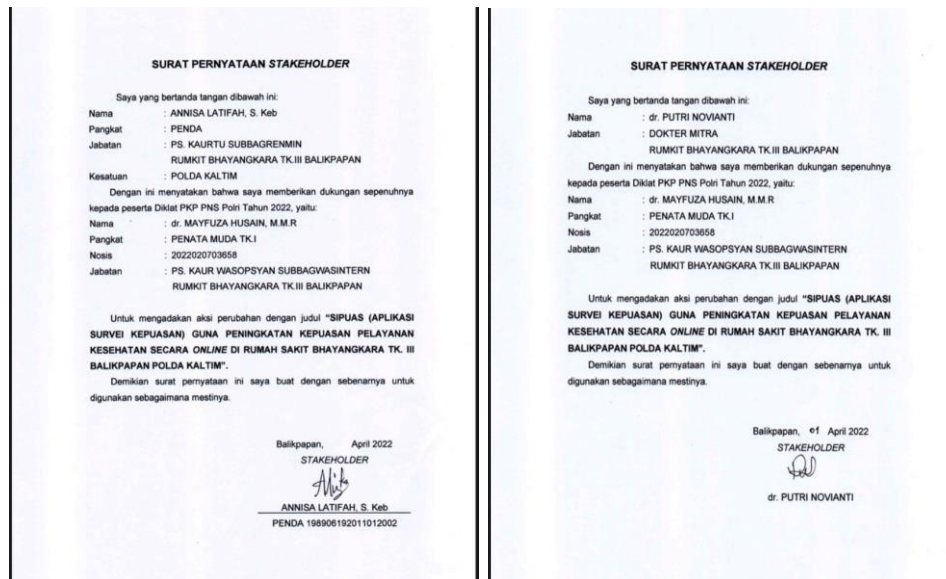 SURAT PERNYATAAN STAKEHOLDER
Saya yang bertanda tangan dibawah ini:
Nama : ANNISA LATIFAH, S. Keb
Pangkat : PENDA
Jabatan : PS. KAURTU SUBBAGRENMIN
RUMKIT BHAYANGKARA TK.III BALIKPAPAN
Kesatuan : POLDA KALTIM
Dengan ini menyatakan bahwa saya memberikan dukungan sepenuhnya
kepada peserta Diklat PKP PNS Polri Tahun 2022, yaitu:
Nama : dr. MAYFUZA HUSAIN, M.M.R
Pangkat : PENATA MUDA TK.I
Nosis : 2022020703658
Jabatan : PS. KAUR WASOPSYAN SUBBAGWASINTERN
RUMKIT BHAYANGKARA TK.III BALIKPAPAN
Untuk mengadakan aksi perubahan dengan judul "SIPUAS (APLIKASI
SURVEI KEPUASAN) GUNA PENINGKATAN KEPUASAN PELAYANAN
KESEHATAN SECARA ONLINE DI RUMAH SAKIT BHAYANGKARA TK. III
BALIKPAPAN POLDA KALTIM".
Demikian surat pernyataan ini saya buat dengan sebenarnya untuk
digunakan sebagaimana mestinya.
Balikpapan, April 2022
STAKEHOLDER
ANNISA LATIFAH, S. Keb
PENDA 198906192011012002
SURAT PERNYATAAN STAKEHOLDER
Saya yang bertanda tangan dibawah ini:
Nama : dr. PUTRI NOVIANTI
Jabatan : DOKTER MITRA
RUMKIT BHAYANGKARA TK.III BALIKPAPAN
Dengan ini menyatakan bahwa saya memberikan dukungan sepenuhnya
kepada peserta Diklat PKP PNS Polri Tahun 2022, yaitu:
Nama : dr. MAYFUZA HUSAIN, M.M.R
Pangkat : PENATA MUDA TK.I
Nosis : 2022020703658
Jabatan : PS. KAUR WASOPSYAN SUBBAGWASINTERN
RUMKIT BHAYANGKARA TK.III BALIKPAPAN
Untuk mengadakan aksi perubahan dengan judul "SIPUAS (APLIKASI
SURVEI KEPUASAN) GUNA PENINGKATAN KEPUASAN PELAYANAN
KESEHATAN SECARA ONLINE DI RUMAH SAKIT BHAYANGKARA TK. III
BALIKPAPAN POLDA KALTIM".
Demikian surat pernyataan ini saya buat dengan sebenarnya untuk
digunakan sebagaimana mestinya.
Balikpapan, 01 April 2022
STAKEHOLDER
dr. PUTRI NOVIANTI